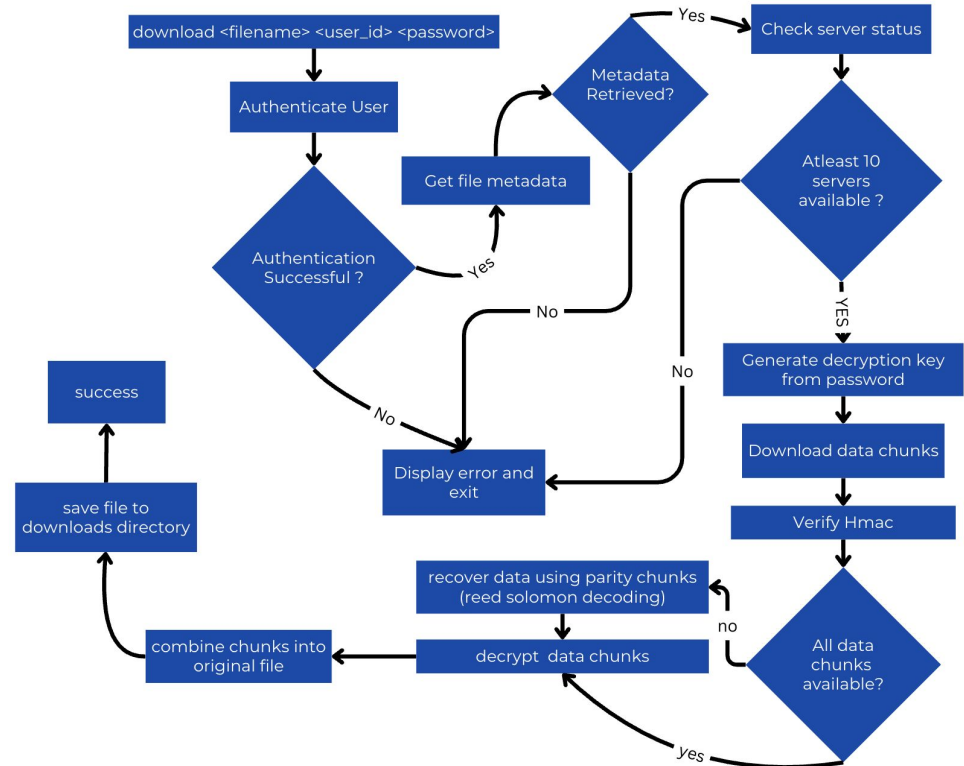 download <filename> <user_id> <password>
Authenticate User
Authentication
Successful ?
Yes
No
Get file metadata
Metadata
Retrieved?
Yes
No
Check server status
Atleast 10
servers
available ?
No
YES
Generate decryption key
from password
Download data chunks
Verify Hmac
All data
chunks
available?
no
yes
recover data using parity chunks
(reed solomon decoding)
decrypt data chunks
combine chunks into
original file
save file to
downloads directory
success
Display error and
exit